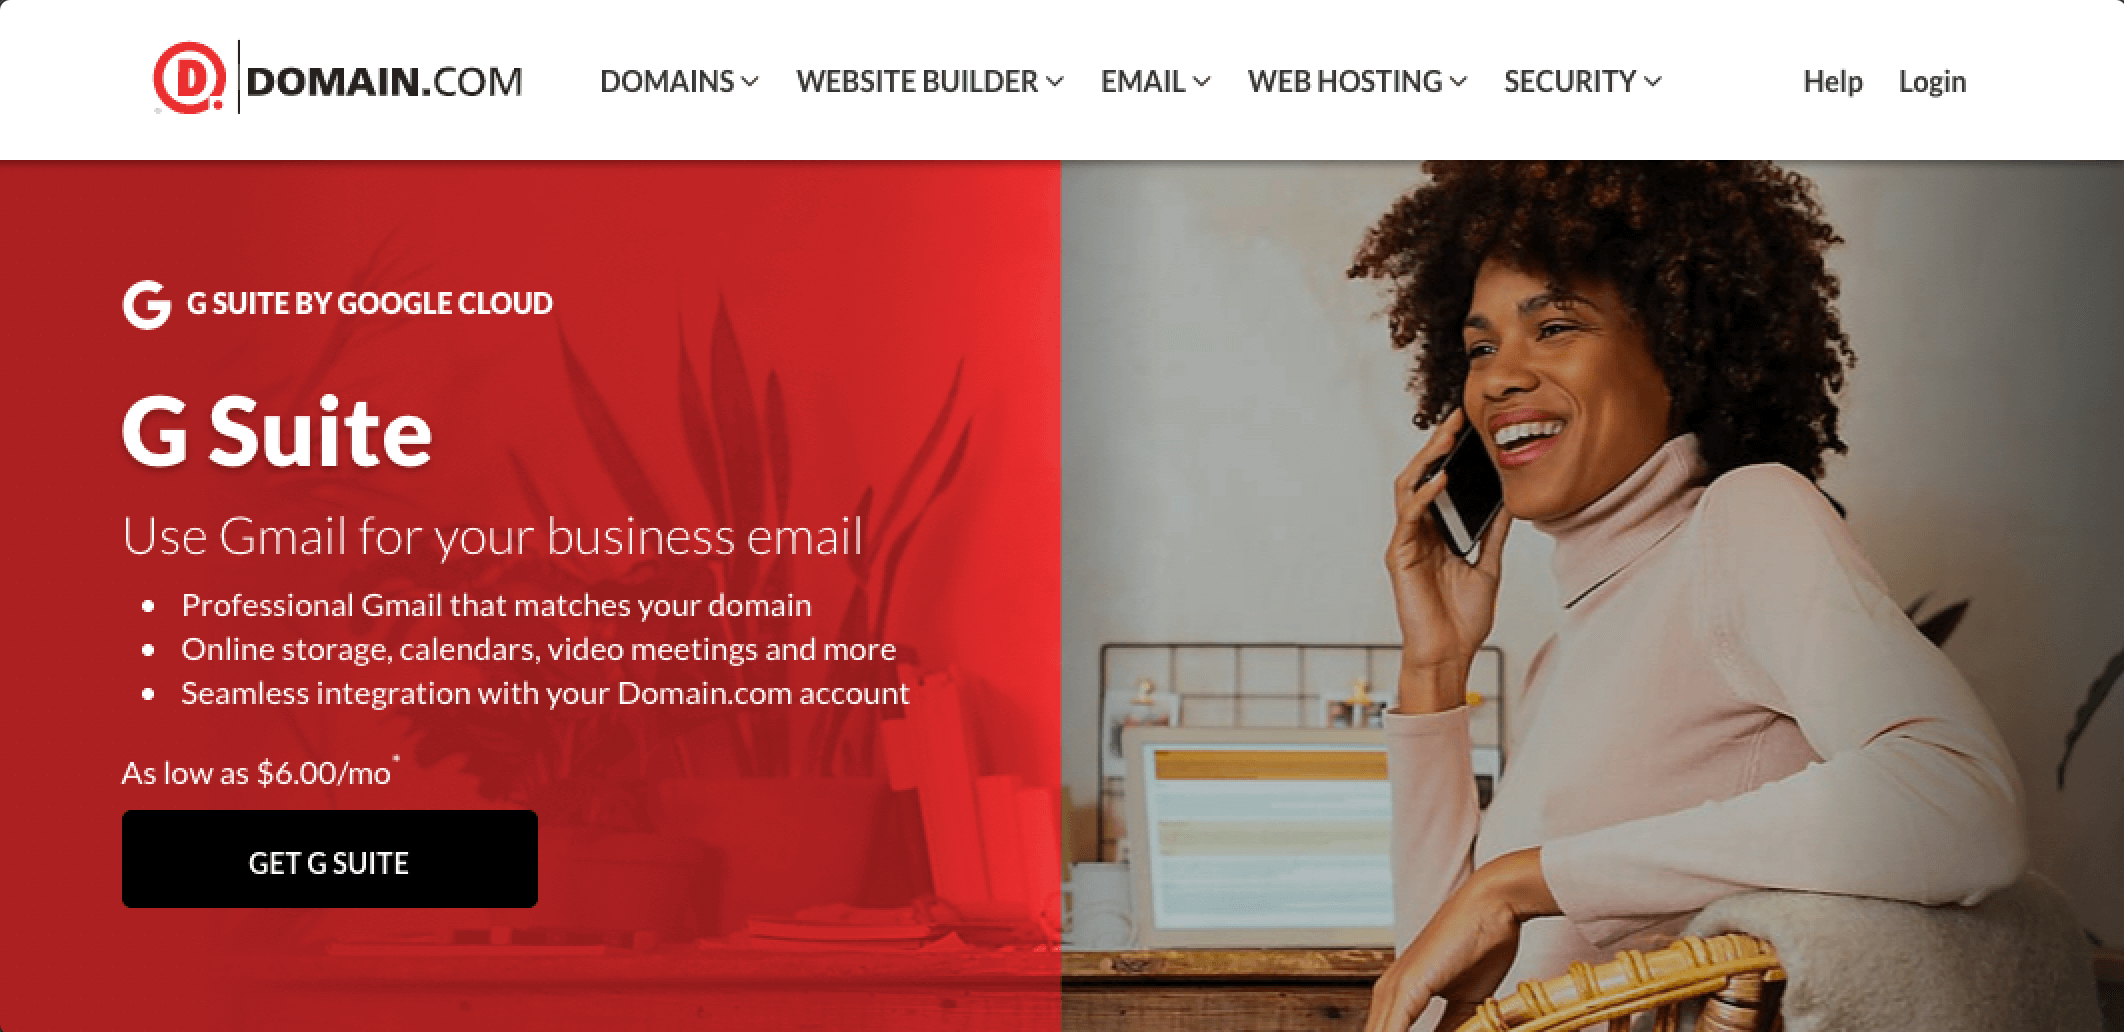 D DOMAIN.COM
DOMAINS WEBSITE BUILDER EMAIL WEB HOSTING SECURITY Help Login
G G SUITE BY GOOGLE CLOUD
G Suite
Use Gmail for your business email
• Professional Gmail that matches your domain
• Online storage, calendars, video meetings and more
• Seamless integration with your Domain.com account
As low as $6.00/mo*
GET G SUITE